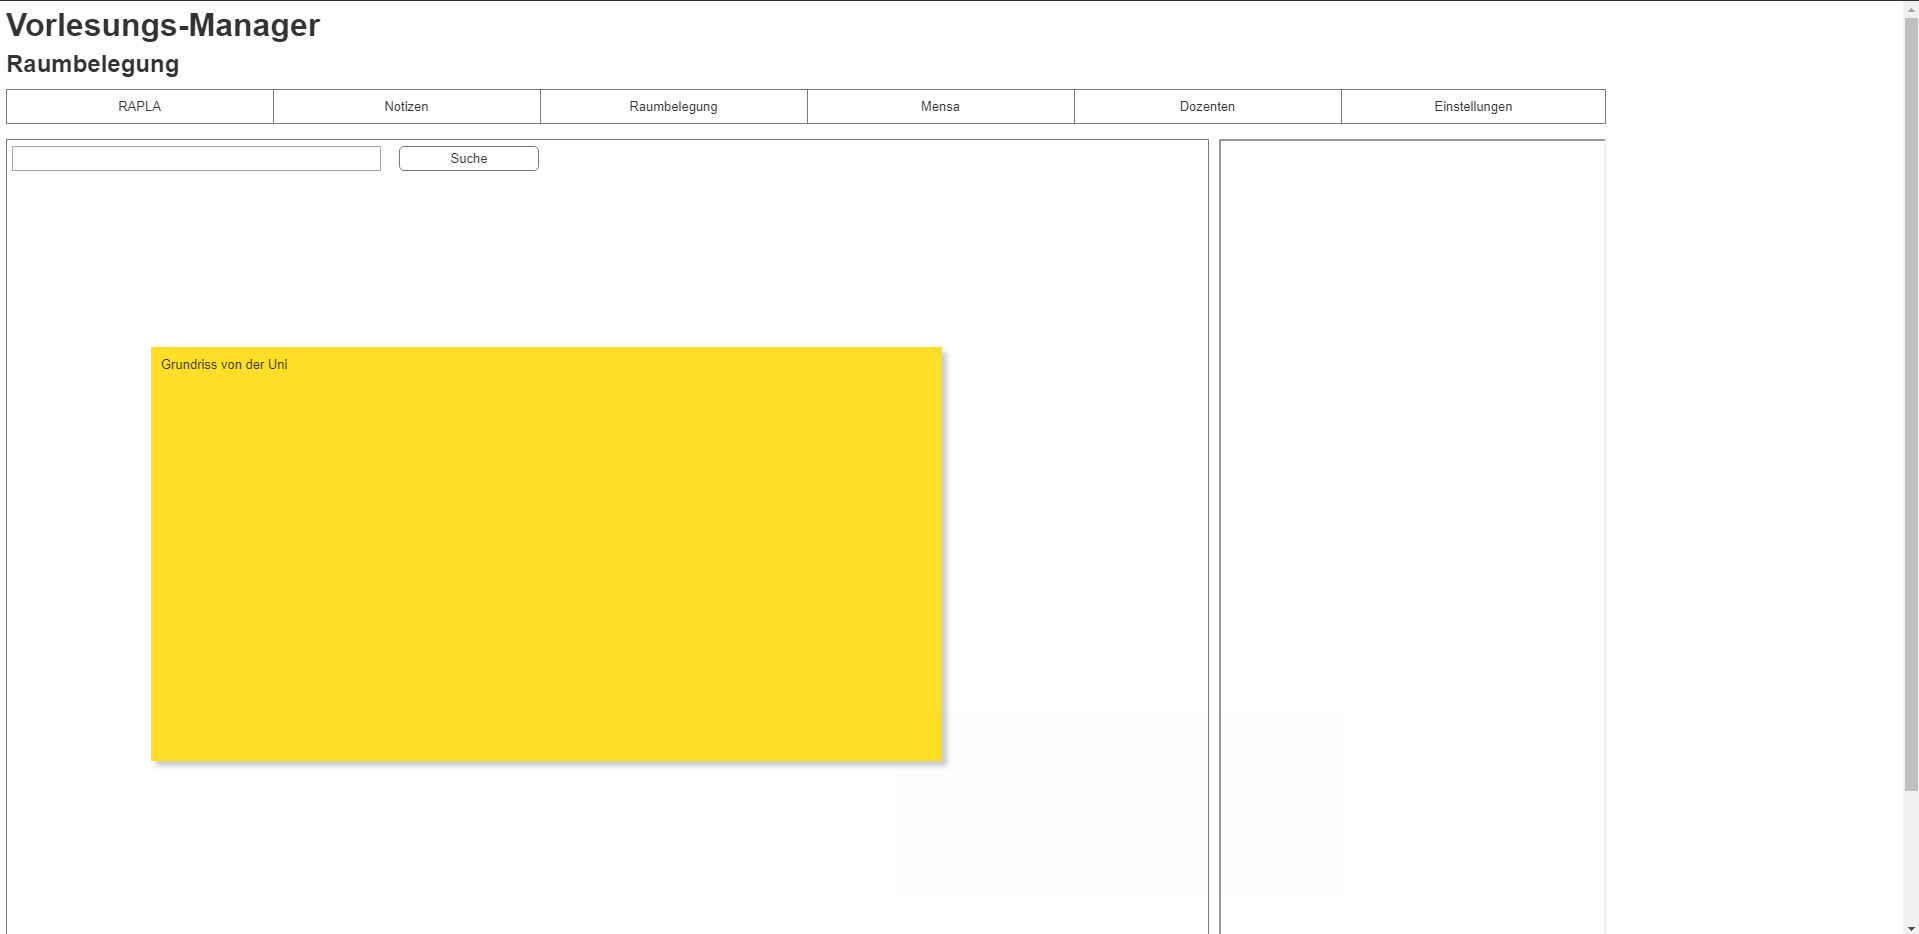 Vorlesungs-Manager
Raumbelegung
RAPLA Notizen Raumbelegung Mensa Dozenten Einstellungen
Suche
Grundriss von der Uni